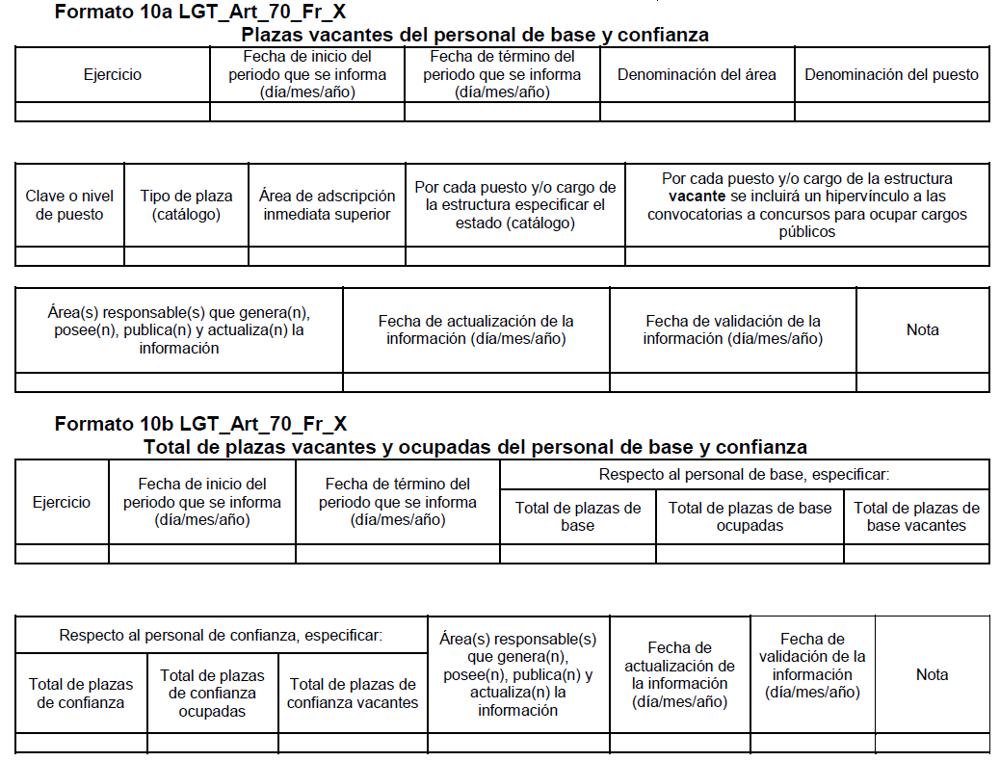 Formato 10a LGT_Art_70_Fr_X
Plazas vacantes del personal de base y confianza
Ejercicio
Fecha de inicio del
periodo que se informa
(día/mes/año)
Fecha de término del
periodo que se informa
(día/mes/año)
Denominación del área
Denominación del puesto
Clave o nivel
de puesto
Tipo de plaza
(catálogo)
Área de adscripción
inmediata superior
Por cada puesto y/o cargo de
la estructura especificar el
estado (catálogo)
Por cada puesto y/o cargo de la estructura
vacante se incluirá un hipervínculo a las
convocatorias a concursos para ocupar cargos
públicos
Área(s) responsable(s) que genera(n),
posee(n), publica(n) y actualiza(n) la
información
Fecha de actualización de la
información (día/mes/año)
Fecha de validación de la
información (día/mes/año)
Nota
Formato 10b LGT_Art_70_Fr_X
Total de plazas vacantes y ocupadas del personal de base y confianza
Ejercicio
Fecha de inicio del
periodo que se informa
(día/mes/año)
Fecha de término del
periodo que se informa
(día/mes/año)
Respecto al personal de base, especificar:
Total de plazas de
base
Total de plazas de base
ocupadas
Total de plazas de
base vacantes
Respecto al personal de confianza, especificar:
Total de plazas
de confianza
Total de plazas
de confianza
ocupadas
Total de plazas de
confianza vacantes
Área(s) responsable(s)
que genera(n),
posee(n), publica(n) y
actualiza(n) la
información
Fecha de
actualización de
la información
(día/mes/año)
Fecha de
validación de la
información
(día/mes/año)
Nota